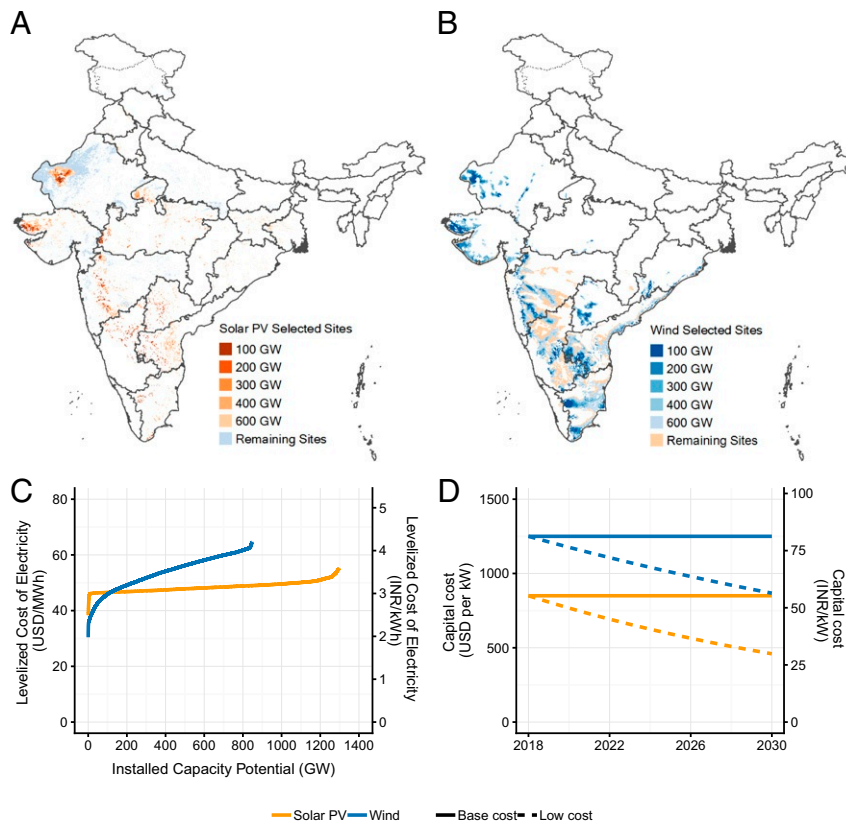 A
B
Solar PV Selected Sites
100 GW
200 GW
300 GW
400 GW
600 GW
Remaining Sites
Wind Selected Sites
100 GW
200 GW
300 GW
400 GW
600 GW
Remaining Sites
C
Levelized Cost of Electricity
(USD/MWh)
80
60
40
20
0
5
4
3
2
1
0
Levelized Cost of Electricity
(INR/kWh)
0 200 400 600 800 1000 1200 1400
Installed Capacity Potential (GW)
D
Capital cost
(USD per kW)
1500
1000
500
0
100
75
50
25
0
Capital cost
(INR/kW)
2018 2022 2026 2030
Solar PV Wind Base cost Low cost